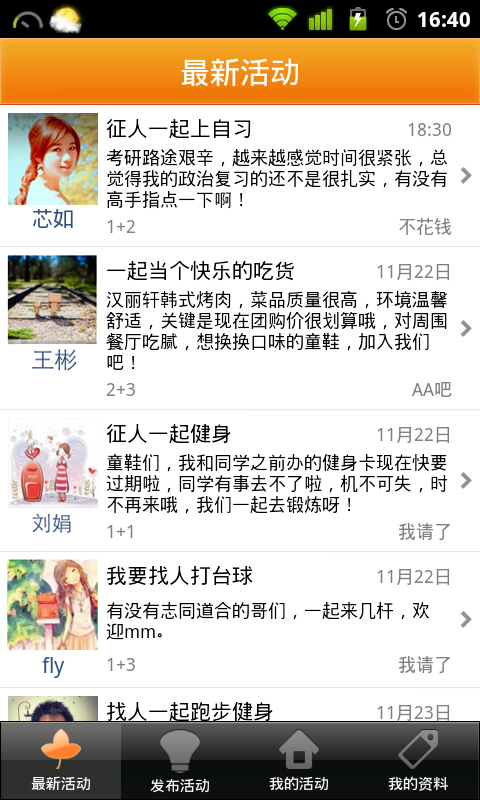 16:40
最新活动
征人一起上自习
18:30
考研路途艰辛，越来越感觉时间很紧张，总
觉得我的政治复习的还不是很扎实，有没有
高手指点一下啊！
芯如
1+2
不花钱
一起当个快乐的吃货
11月22日
汉丽轩韩式烤肉，菜品质量很高，环境温馨
舒适，关键是现在团购价很划算哦，对周围
餐厅吃腻，想换换口味的童鞋，加入我们
吧！
王彬
2+3
AA吧
征人一起健身
11月22日
童鞋们，我和同学之前办的健身卡现在快要
过期啦，同学有事去不了啦，机不可失，时
不再来哦，我们一起去锻炼呀！
刘娟
1+1
我请了
我要找人打台球
11月22日
有没有志同道合的哥们，一起来几杆，欢
迎mm。
fly
1+3
我请了
找人一起跑步健身
11月23日
最新活动
发布活动
我的活动
我的资料